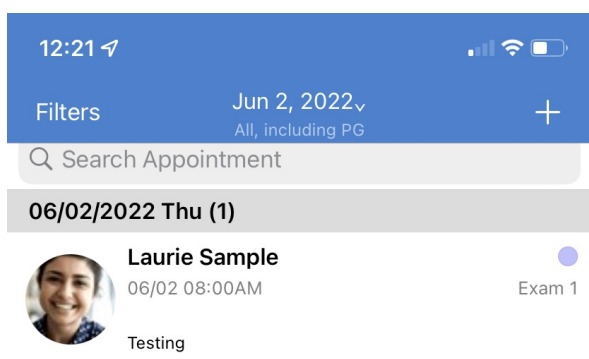 12:21
Filters
Jun 2, 2022
All, including PG
Search Appointment
06/02/2022 Thu (1)
Laurie Sample
06/02 08:00AM
Exam 1
Testing